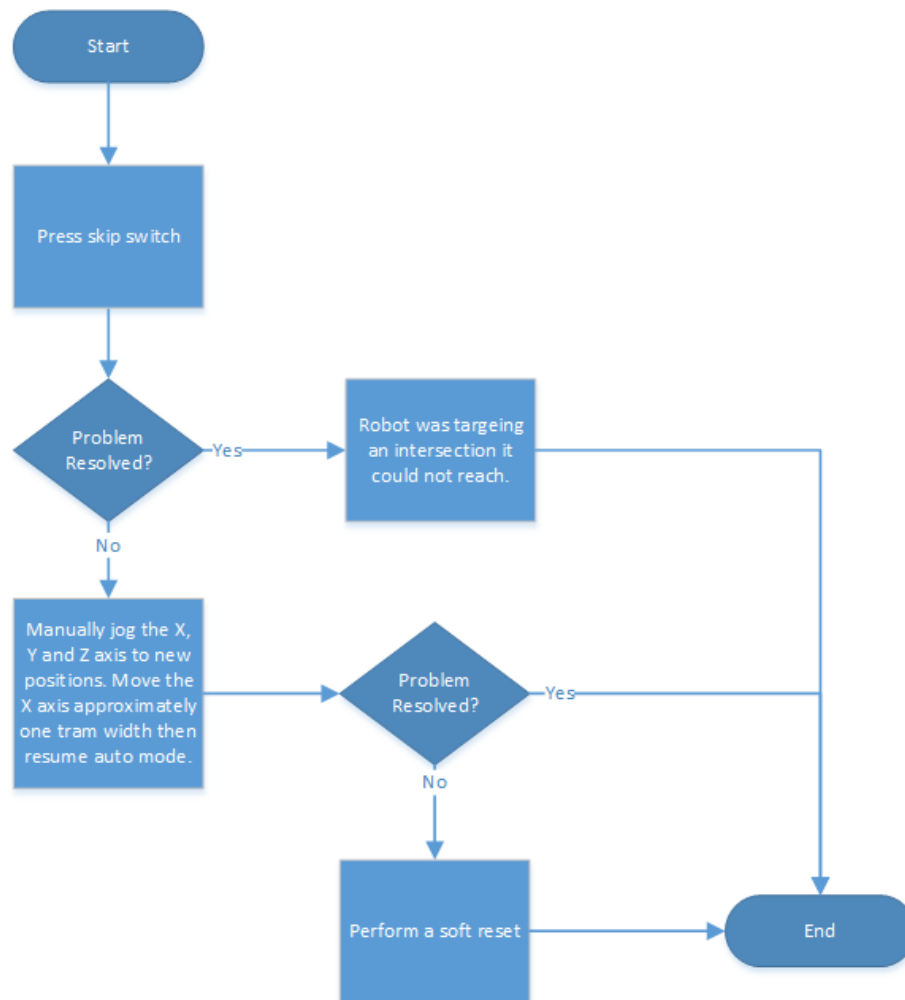 Start
Press skip switch
Problem
Resolved?
Yes
Robot was targeing
an intersection it
could not reach.
No
Manually jog the X,
Y and Z axis to new
positions. Move the
X axis approximately
one tram width then
resume auto mode.
Problem
Resolved?
Yes
No
Perform a soft reset
End